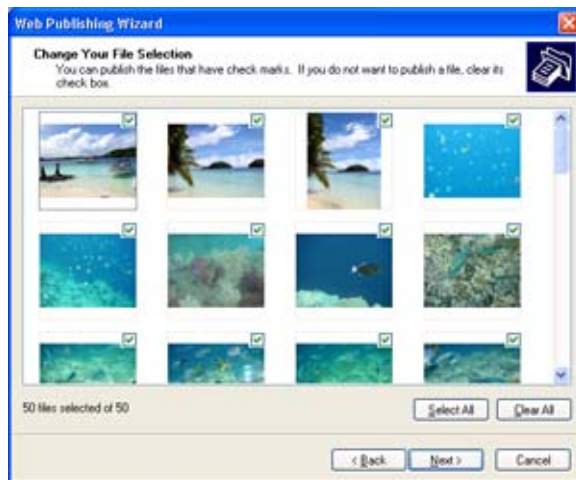 Web Publishing Wizard
Change Your File Selection
You can publish the files that have check marks. If you do not want to publish a file, clear its
check box.
50 files selected of 50
Select All
Clear All
< Back
Next >
Cancel